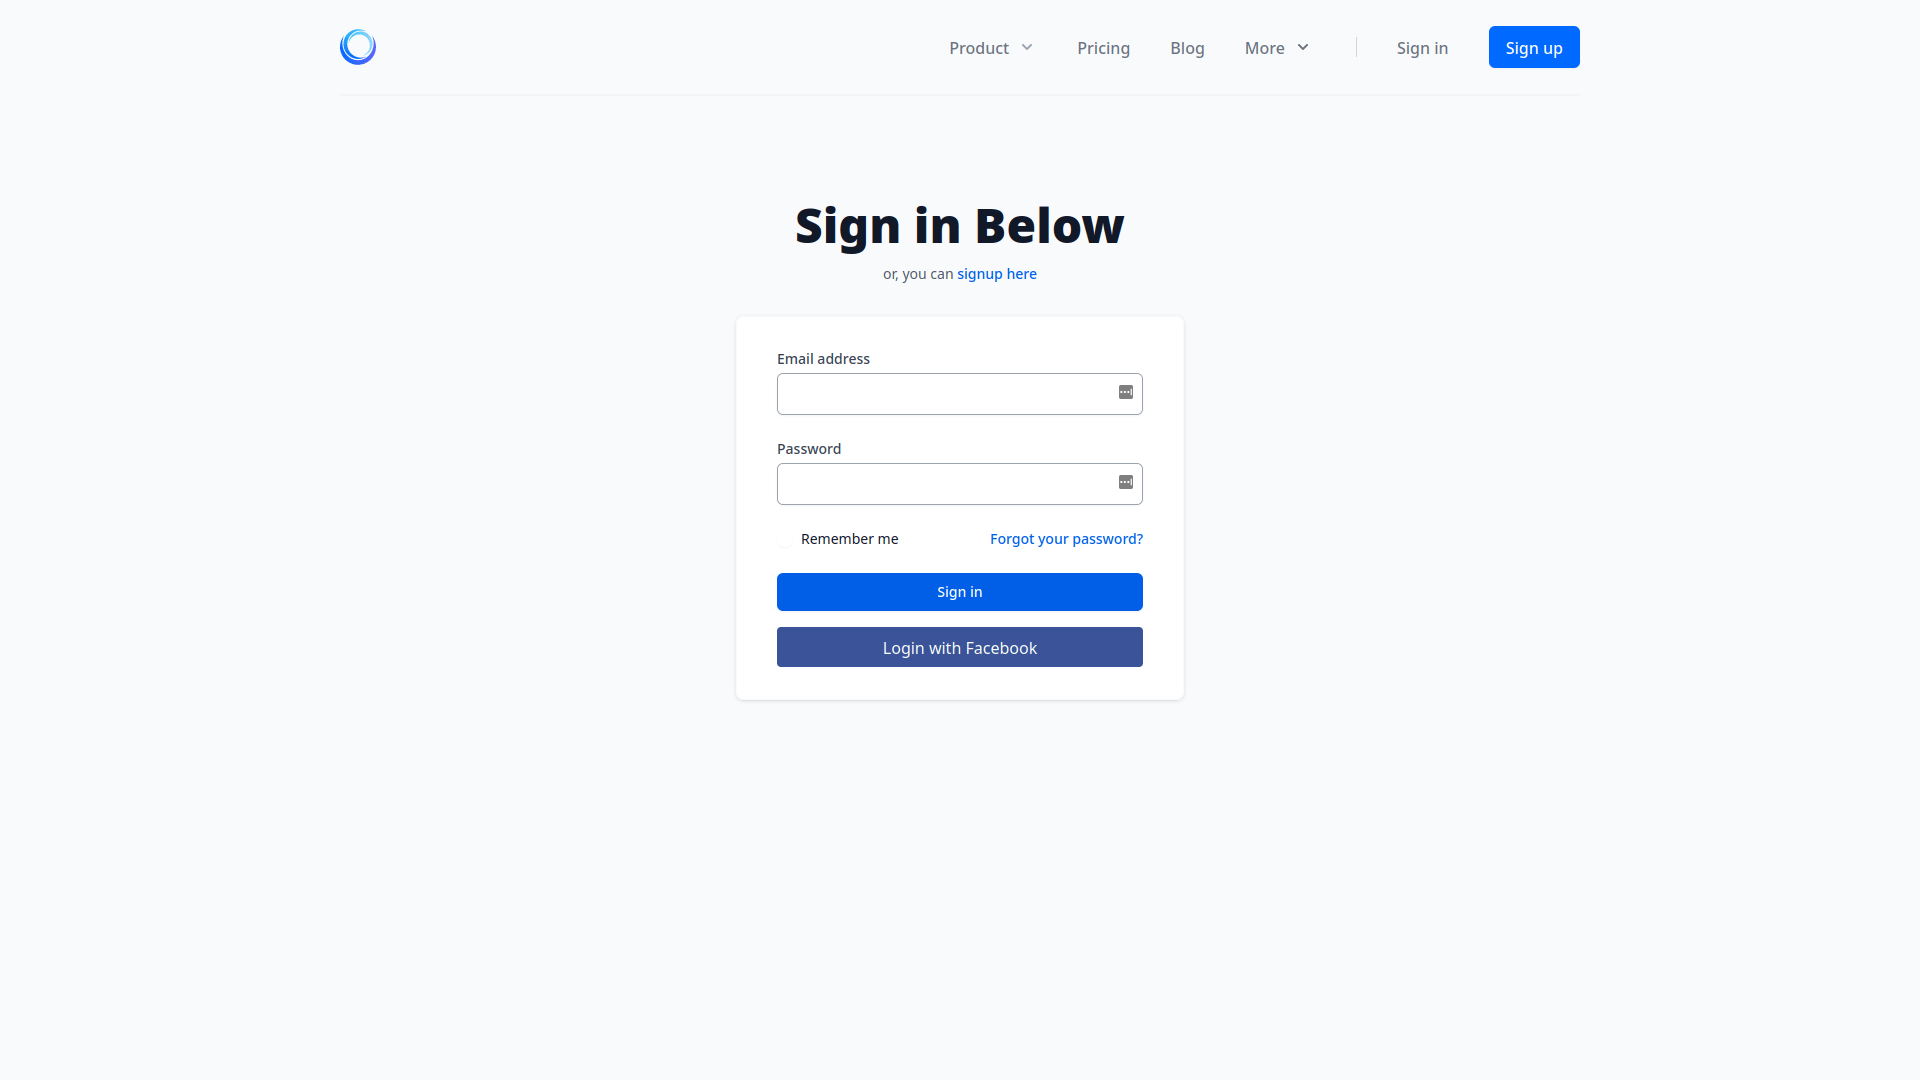 Product Pricing Blog More Sign in Sign up
Sign in Below
or, you can signup here
Email address
Password
Remember me Forgot your password?
Sign in
Login with Facebook